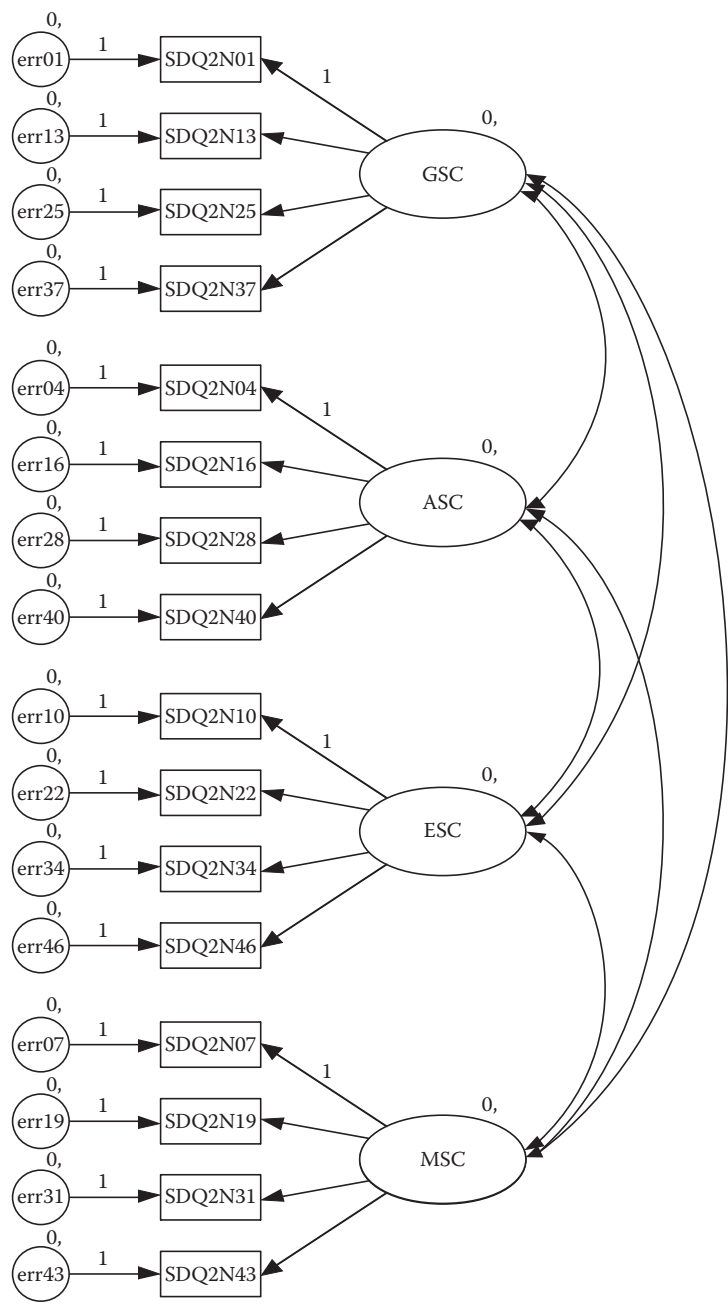 0,
err01 1 SDQ2N01
1
0,
err13 1 SDQ2N13
0,
GSC
0,
err25 1 SDQ2N25
0,
err37 1 SDQ2N37
0,
err04 1 SDQ2N04
1
0,
err16 1 SDQ2N16
0,
ASC
0,
err28 1 SDQ2N28
0,
err40 1 SDQ2N40
0,
err10 1 SDQ2N10
1
0,
err22 1 SDQ2N22
0,
ESC
0,
err34 1 SDQ2N34
0,
err46 1 SDQ2N46
0,
err07 1 SDQ2N07
1
0,
err19 1 SDQ2N19
0,
MSC
0,
err31 1 SDQ2N31
0,
err43 1 SDQ2N43